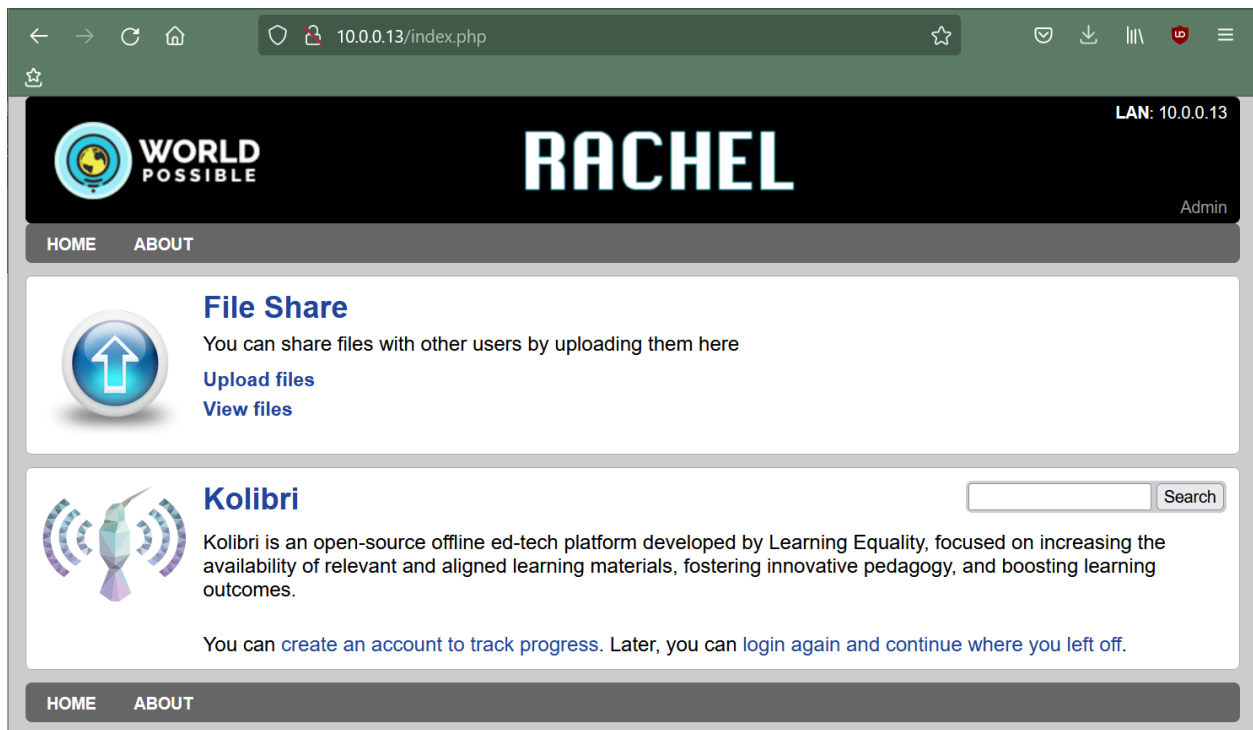 10.0.0.13/index.php
WORLD
POSSIBLE
RACHEL
LAN: 10.0.0.13
Admin
HOME ABOUT
File Share
You can share files with other users by uploading them here
Upload files
View files
Kolibri
Search
Kolibri is an open-source offline ed-tech platform developed by Learning Equality, focused on increasing the
availability of relevant and aligned learning materials, fostering innovative pedagogy, and boosting learning
outcomes.
You can create an account to track progress. Later, you can login again and continue where you left off.
HOME ABOUT